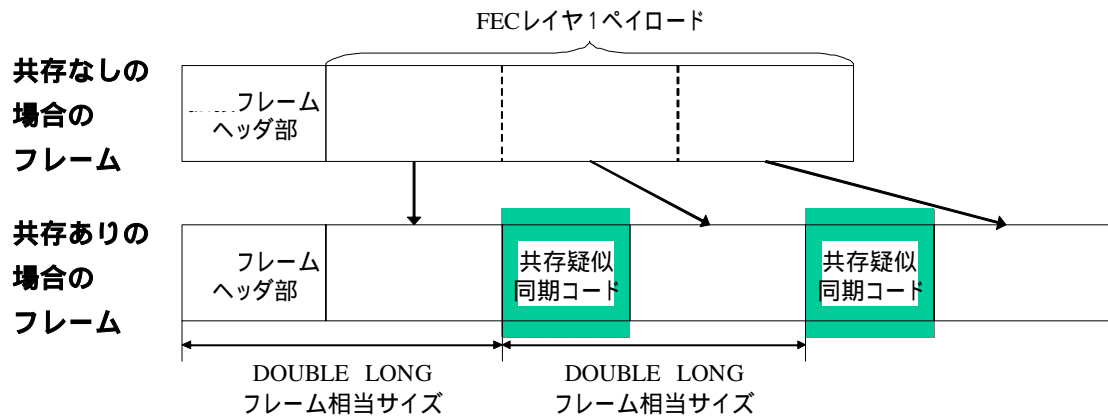 FECレイヤ1ペイロード
共存なしの
場合の
フレーム
フレーム
ヘッダ部
共存ありの
場合の
フレーム
フレーム
ヘッダ部
共存疑似
同期コード
共存疑似
同期コード
DOUBLE LONG
フレーム相当サイズ
DOUBLE LONG
フレーム相当サイズ